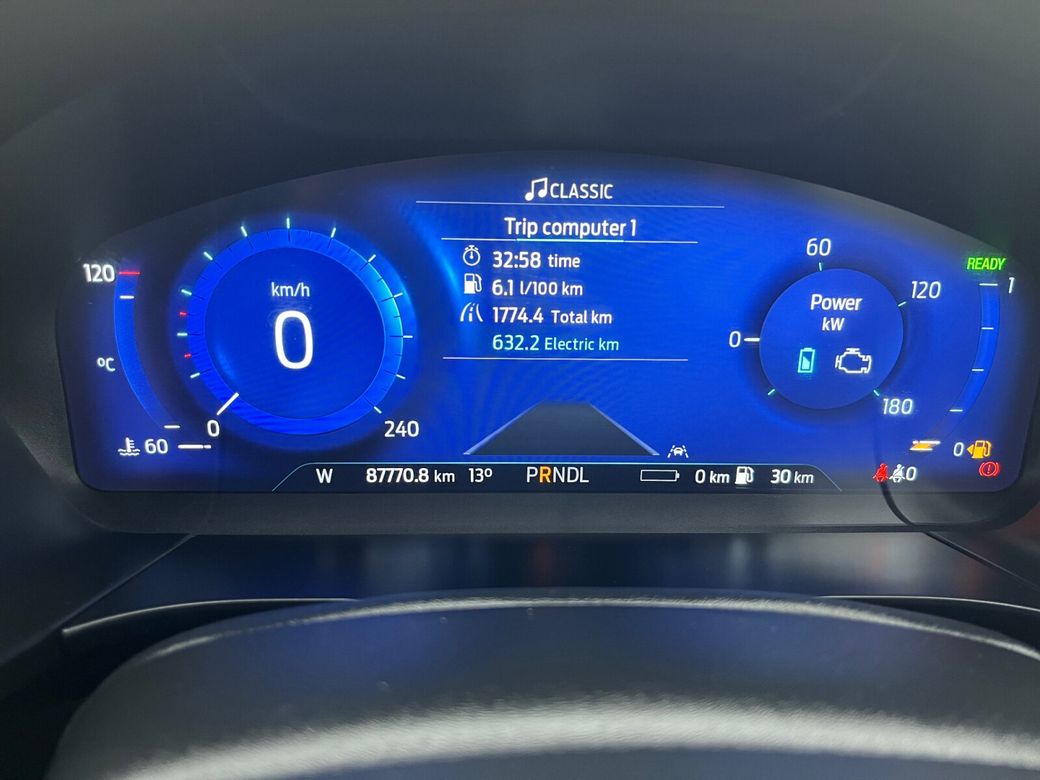 CLASSIC
Trip computer 1
32:58 time
6.1 l/100 km
1774.4 Total km
632.2 Electric km
120
ºC
60
km/h
0
0
240
60
120
READY
1
Power
kW
0
180
0
W 87770.8 km 13º PRNDL 0 km 30 km
0